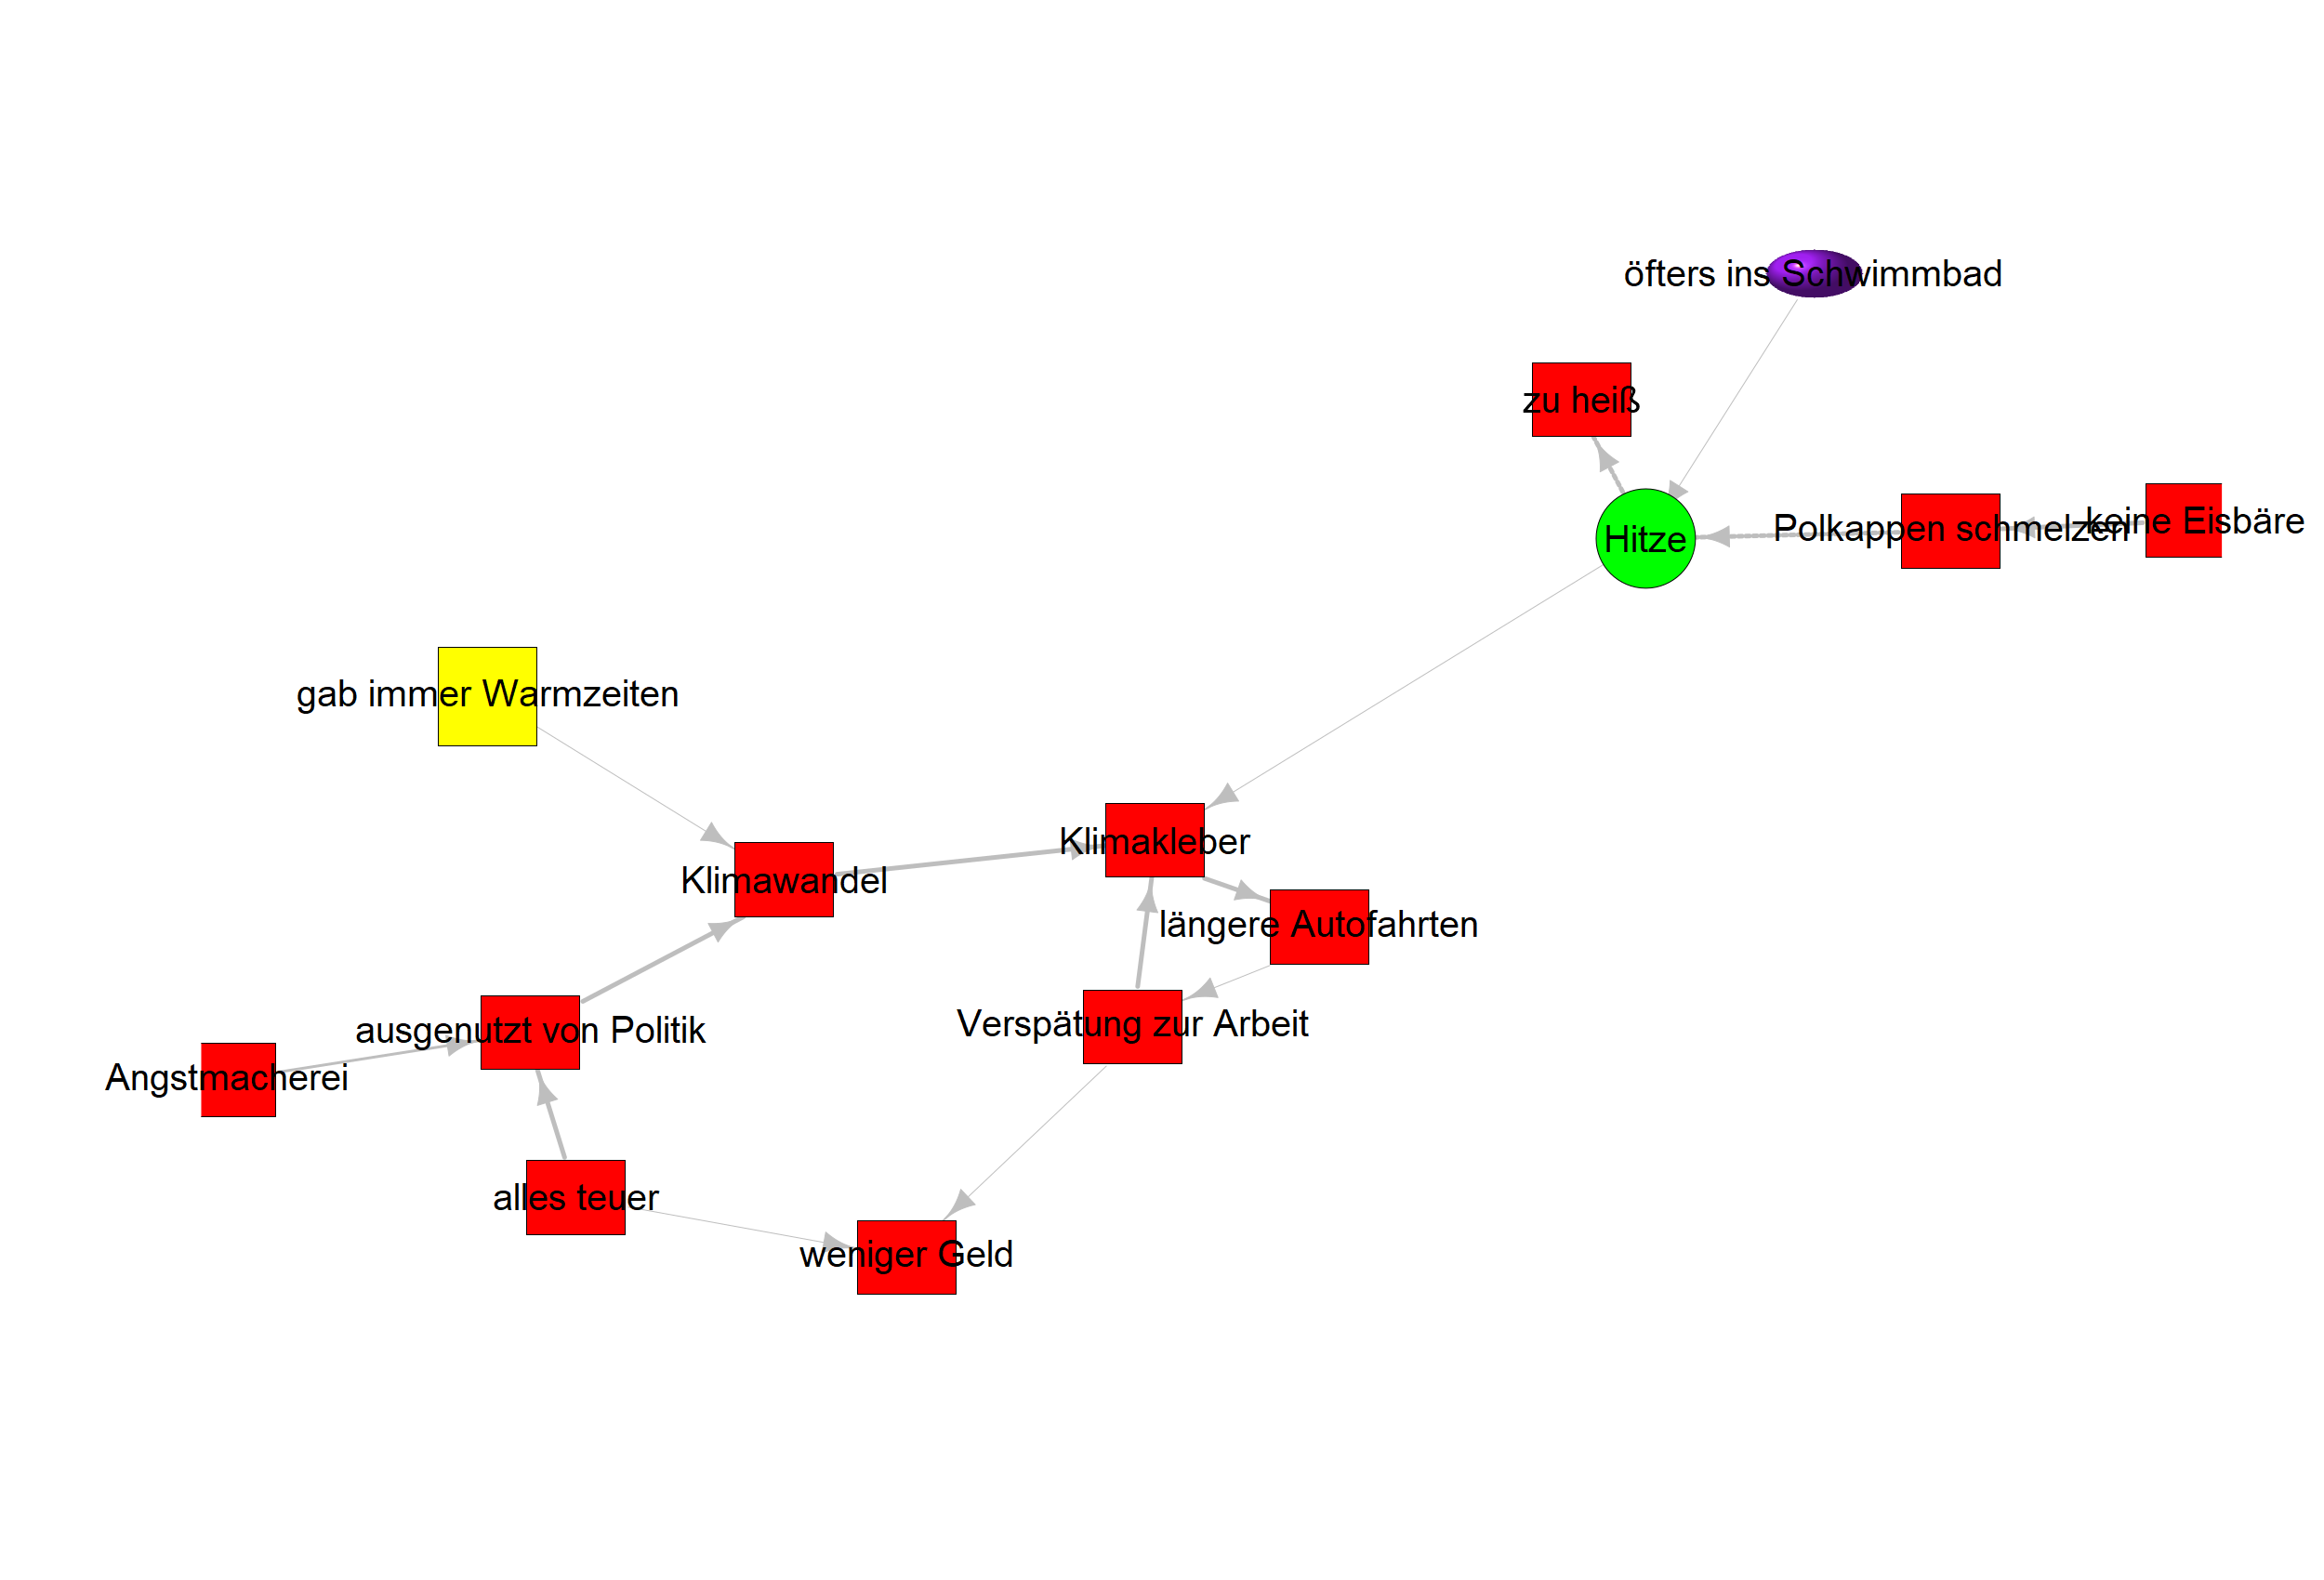 öfters ins Schwimmbad
zu heiß
Hitze
Polkappen schmelzen
keine Eisbäre
gab immer Warmzeiten
Klimakleber
Klimawandel
längere Autofahrten
Verspätung zur Arbeit
ausgenutzt von Politik
Angstmacherei
alles teuer
weniger Geld